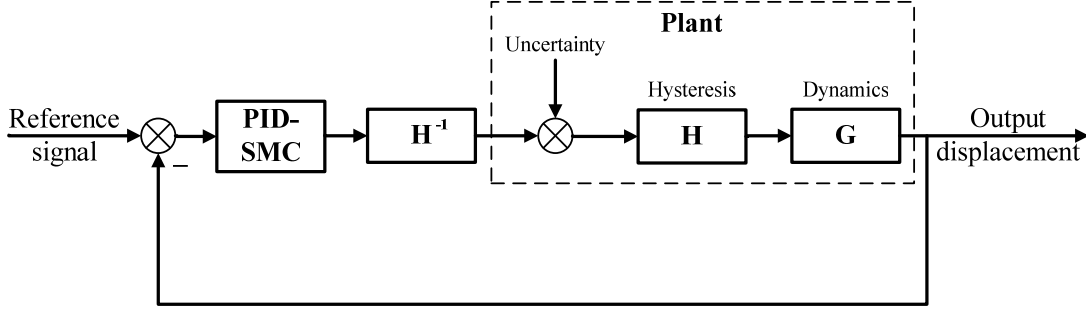 Plant
Uncertainty
Hysteresis
Dynamics
Reference
signal
PID-
SMC
H⁻¹
H
G
Output
displacement
−